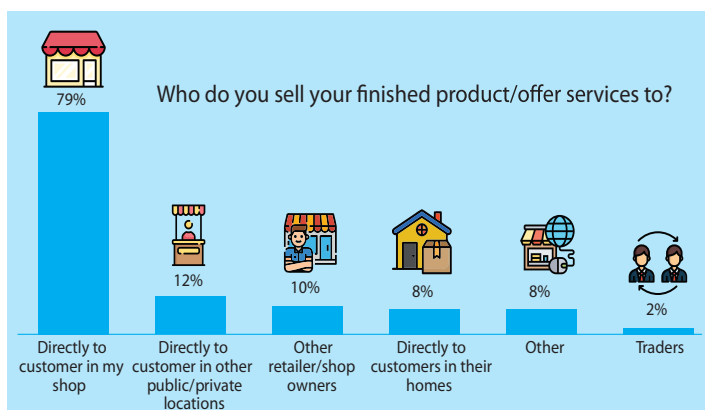 Who do you sell your finished product/offer services to?
79%
12%
10%
8%
8%
2%
Directly to
customer in my
shop
Directly to
customer in other
public/private
locations
Other
retailer/shop
owners
Directly to
customers in their
homes
Other
Traders